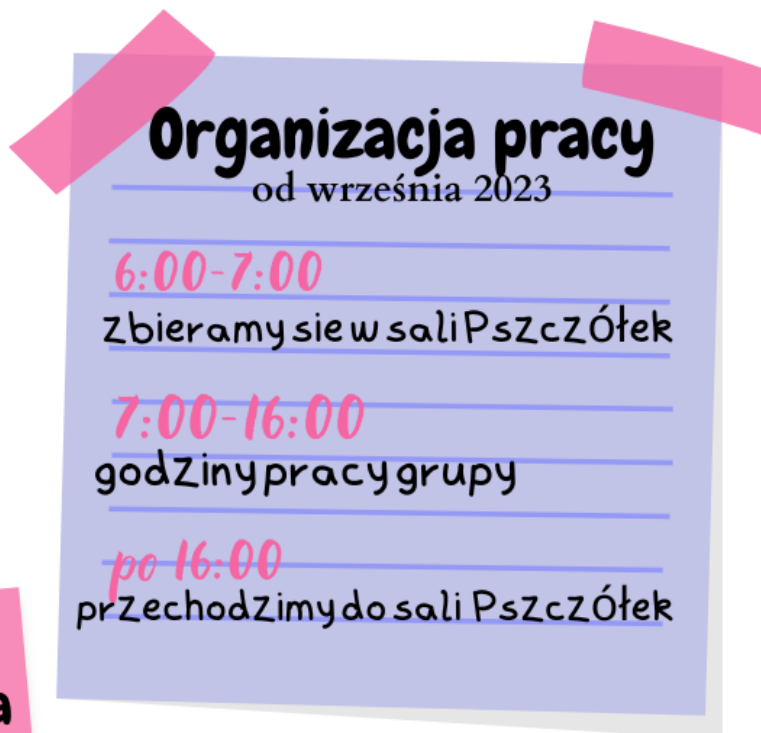 Organizacja pracy
od września 2023
6:00-7:00
zbieramy sie w sali PszczÓłek
7:00-16:00
godziny pracy grupy
po 16:00
przechodzimy do sali PszczÓłek
a